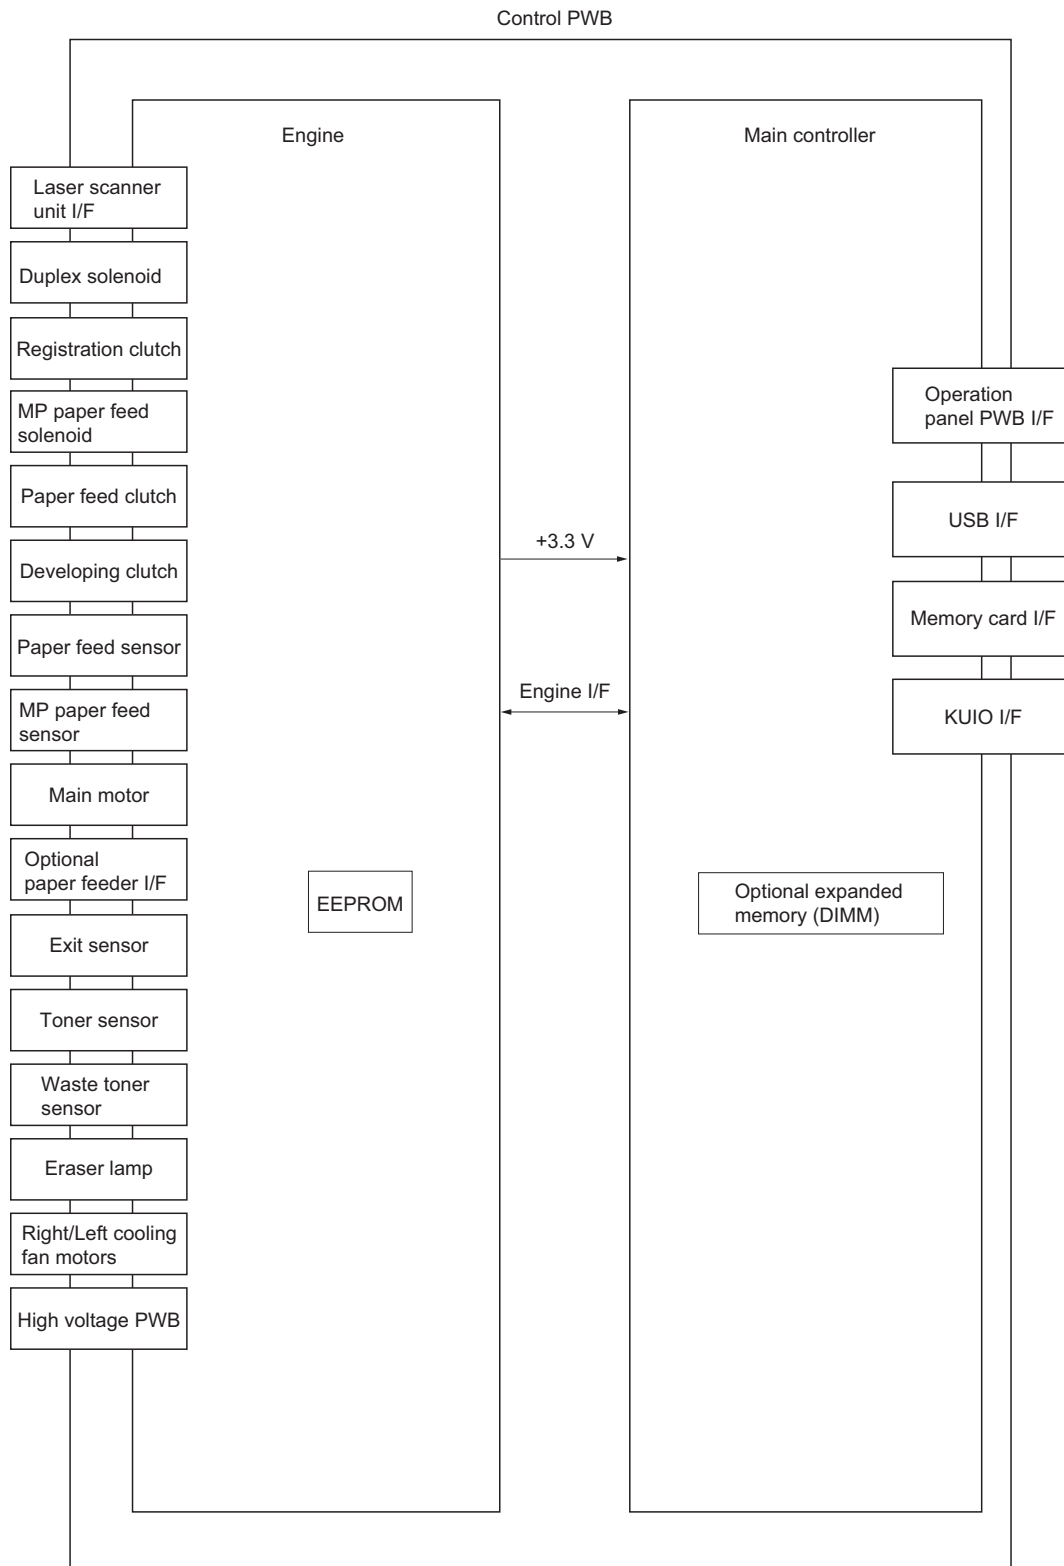 Control PWB
Engine
Main controller
Laser scanner
unit I/F
Duplex solenoid
Registration clutch
MP paper feed
solenoid
Paper feed clutch
Developing clutch
Paper feed sensor
MP paper feed
sensor
Main motor
Optional
paper feeder I/F
Exit sensor
Toner sensor
Waste toner
sensor
Eraser lamp
Right/Left cooling
fan motors
High voltage PWB
+3.3 V
Engine I/F
EEPROM
Optional expanded
memory (DIMM)
Operation
panel PWB I/F
USB I/F
Memory card I/F
KUIO I/F